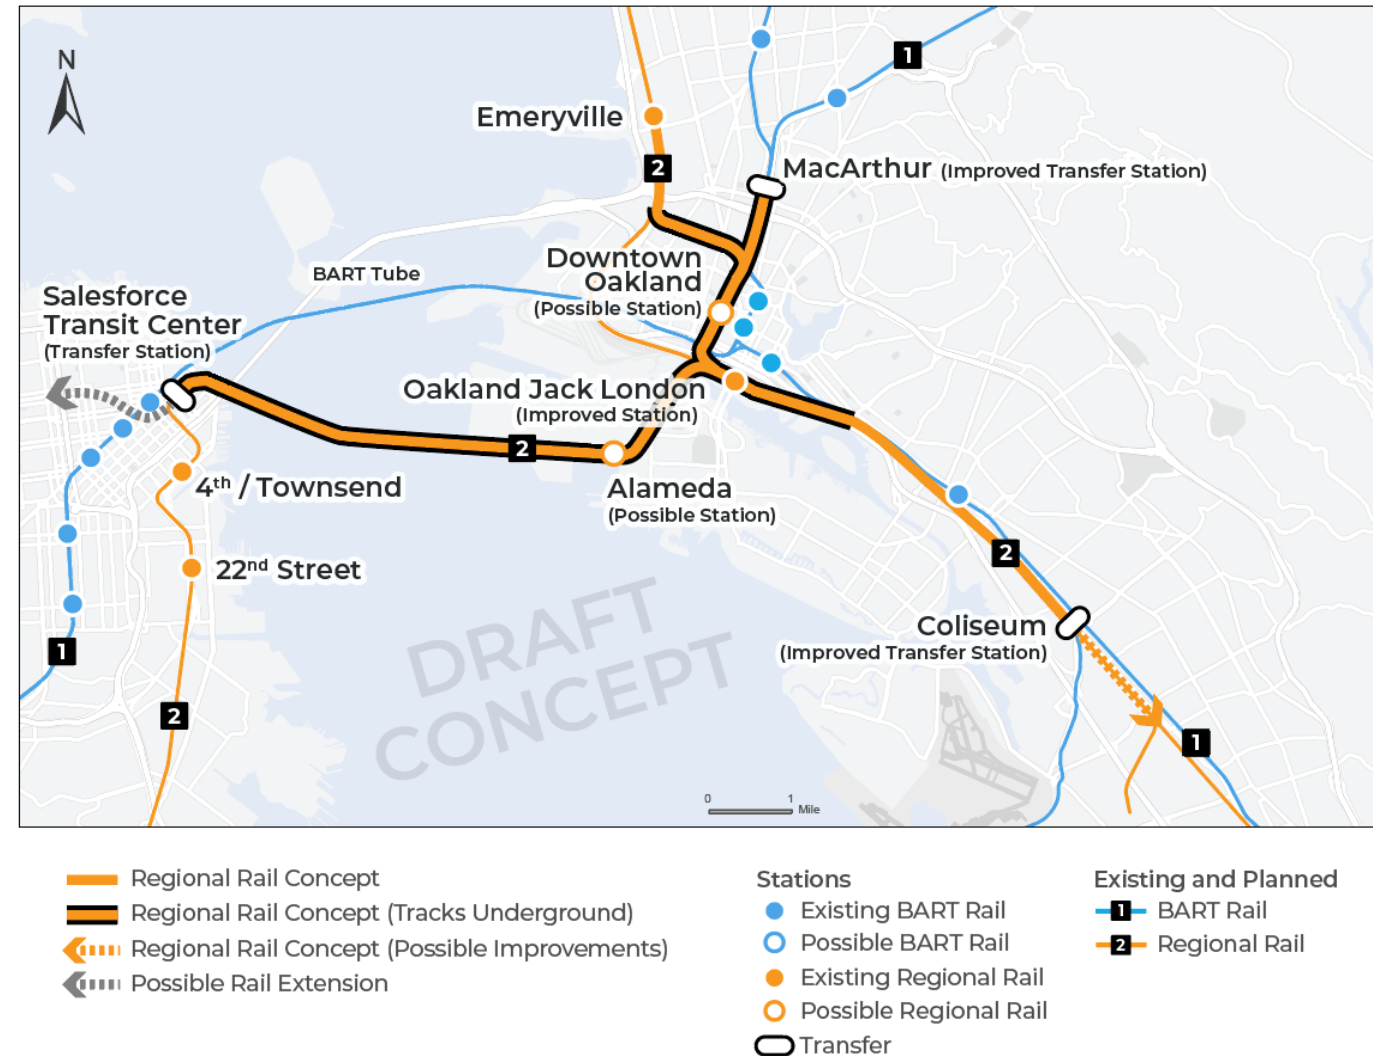 N
1
Emeryville
2
MacArthur (Improved Transfer Station)
Downtown
Oakland
(Possible Station)
BART Tube
Salesforce
Transit Center
(Transfer Station)
Oakland Jack London
(Improved Station)
2
4th / Townsend
Alameda
(Possible Station)
22nd Street
2
DRAFT
CONCEPT
Coliseum
(Improved Transfer Station)
1
2
1
0 1
Mile
Regional Rail Concept
Regional Rail Concept (Tracks Underground)
Regional Rail Concept (Possible Improvements)
Possible Rail Extension
Stations
Existing BART Rail
Possible BART Rail
Existing Regional Rail
Possible Regional Rail
Transfer
Existing and Planned
1 BART Rail
2 Regional Rail